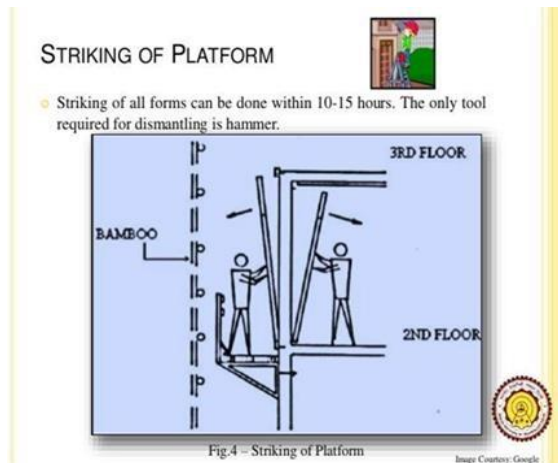 STRIKING OF PLATFORM
Striking of all forms can be done within 10-15 hours. The only tool
required for dismantling is hammer.
3RD FLOOR
BAMBOO
2ND FLOOR
Fig.4 – Striking of Platform
Image Courtesy: Google